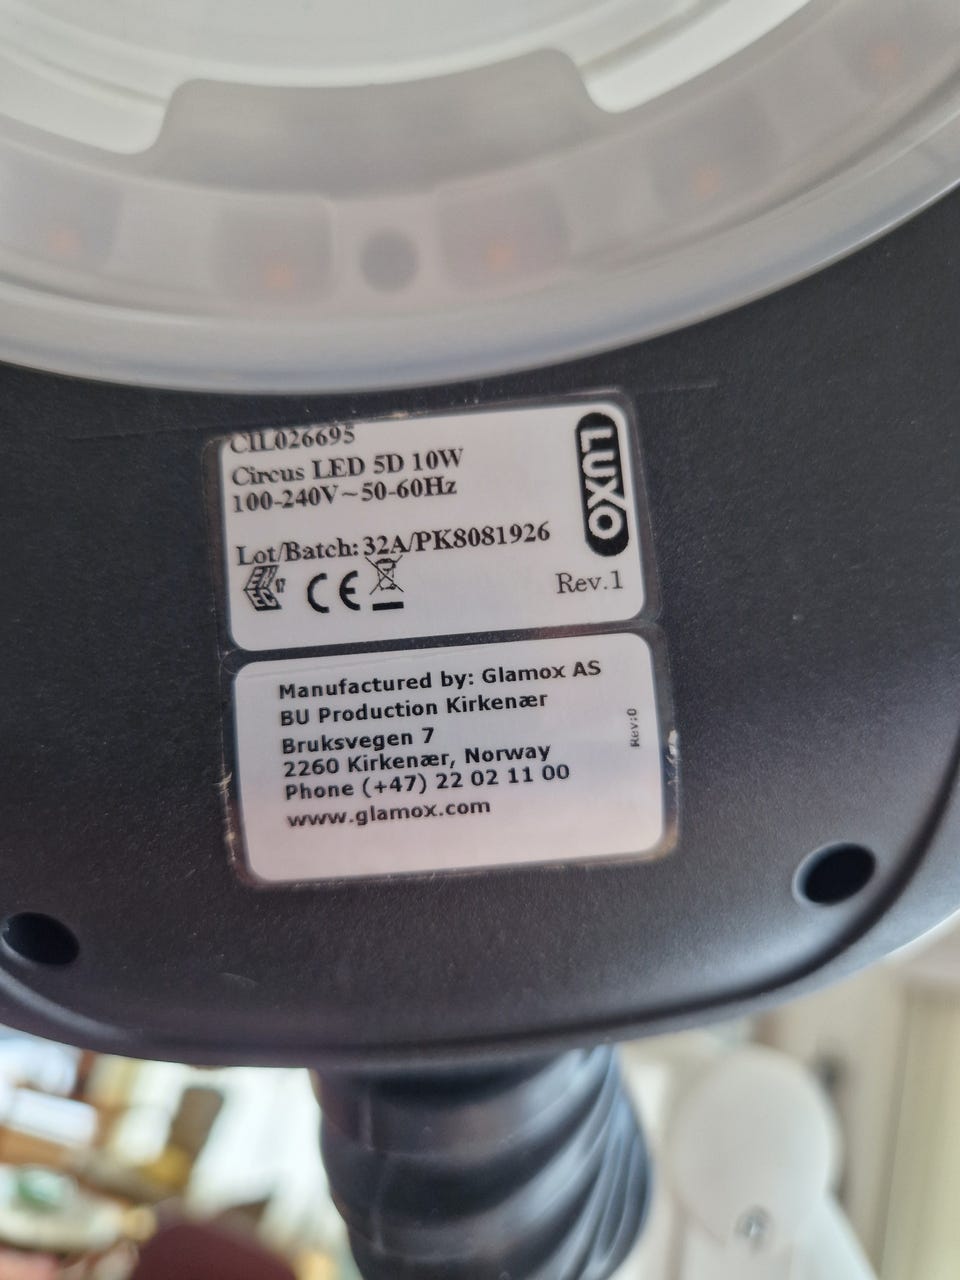 CIL026695
Circus LED 5D 10W
100-240V~50-60Hz
LUXO
Lot/Batch: 32A/PK8081926
ENEC 17
CE
Rev.1
Manufactured by: Glamox AS
BU Production Kirkenær
Bruksvegen 7
2260 Kirkenær, Norway
Phone (+47) 22 02 11 00
www.glamox.com
Rev:0